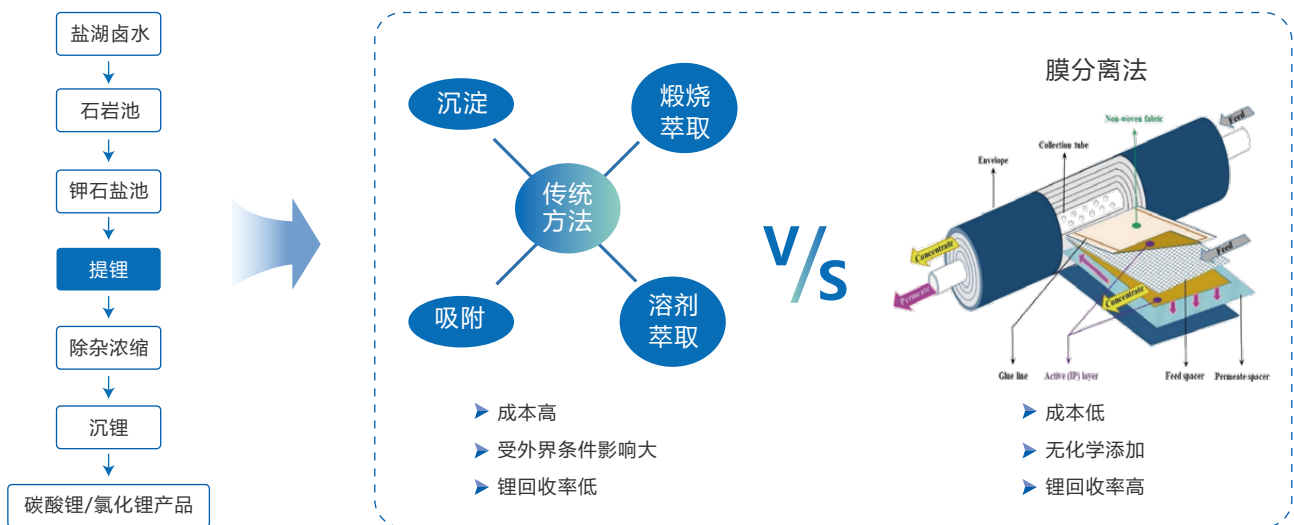 盐湖卤水
石岩池
钾石盐池
提锂
除杂浓缩
沉锂
碳酸锂/氯化锂产品
沉淀
煅烧
萃取
传统
方法
吸附
溶剂
萃取
成本高
受外界条件影响大
锂回收率低
V/S
膜分离法
Non-woven fabric
Feed
Collection tube
Envelope
Concentrate
Feed
Permeate
Concentrate
Glue line
Active (IP) layer
Feed spacer
Permeate spacer
成本低
无化学添加
锂回收率高